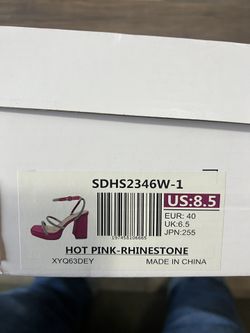 SDHS2346W-1
US:8.5
EUR: 40
UK:6.5
JPN:255
HOT PINK-RHINESTONE
XYQ63DEY MADE IN CHINA